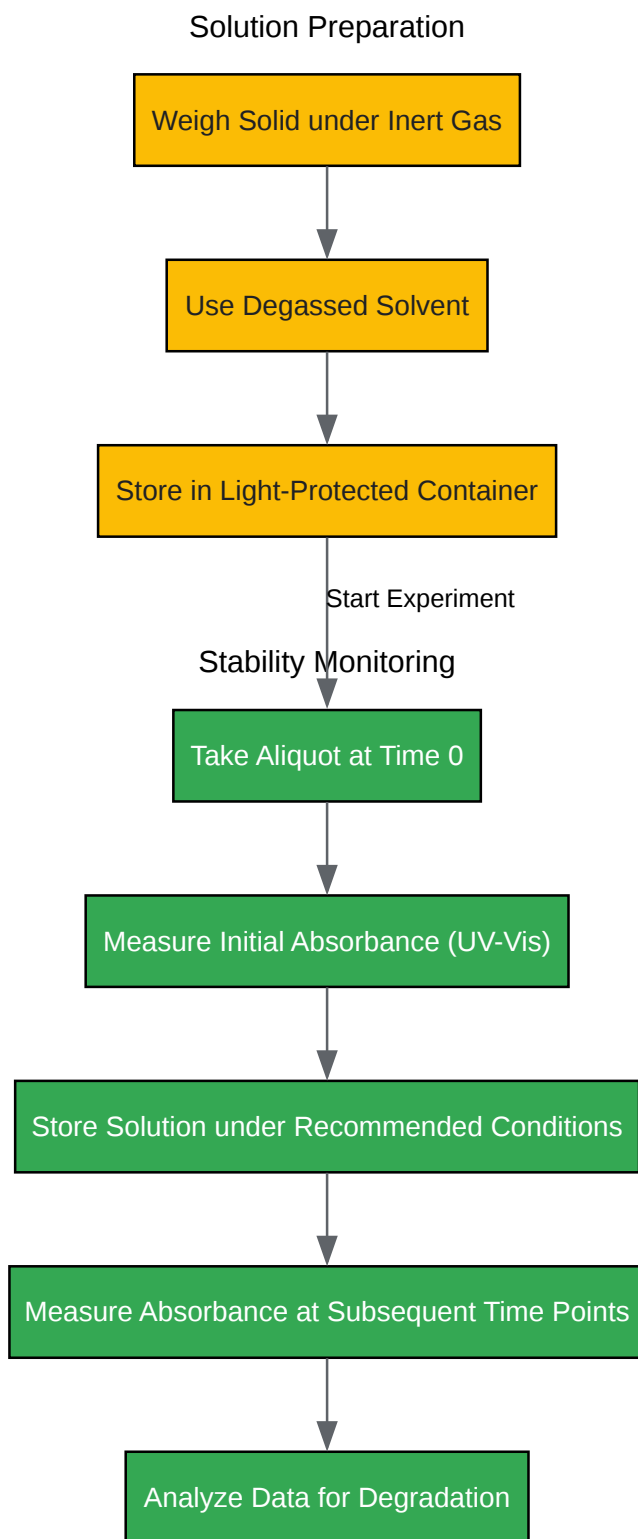 Solution Preparation
Weigh Solid under Inert Gas
Use Degassed Solvent
Store in Light-Protected Container
Start Experiment
Stability Monitoring
Take Aliquot at Time 0
Measure Initial Absorbance (UV-Vis)
Store Solution under Recommended Conditions
Measure Absorbance at Subsequent Time Points
Analyze Data for Degradation